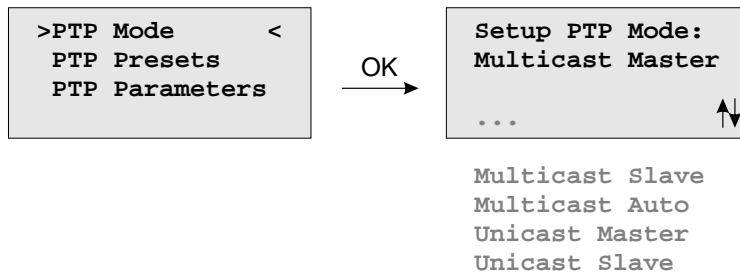 >PTP Mode <
PTP Presets
PTP Parameters
OK
Setup PTP Mode:
Multicast Master
...
Multicast Slave
Multicast Auto
Unicast Master
Unicast Slave